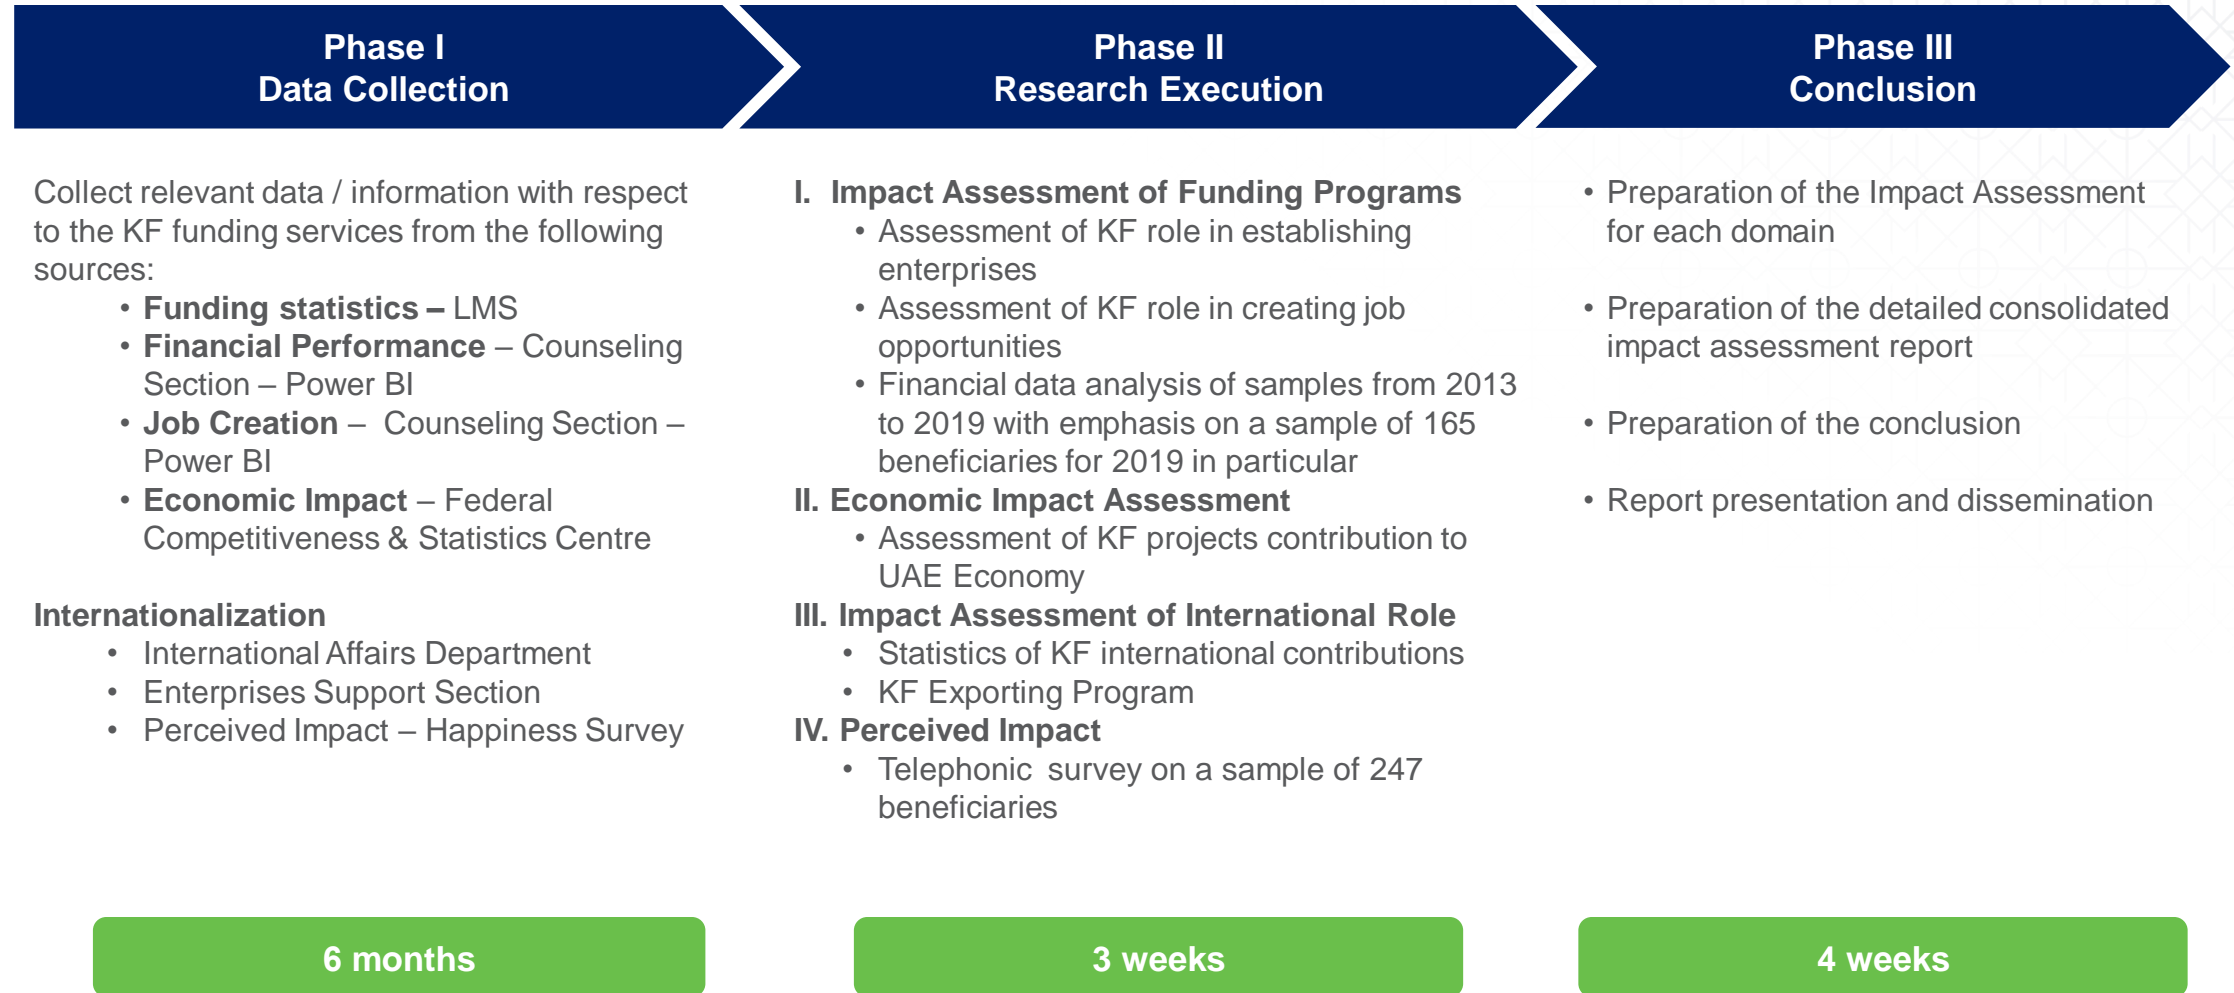 Phase I
Data Collection
Collect relevant data / information with respect
to the KF funding services from the following
sources:
• Funding statistics – LMS
• Financial Performance – Counseling
Section – Power BI
• Job Creation –  Counseling Section –
Power BI
• Economic Impact – Federal
Competitiveness & Statistics Centre
Internationalization
• International Affairs Department
• Enterprises Support Section
• Perceived Impact – Happiness Survey
6 months
Phase II
Research Execution
I. Impact Assessment of Funding Programs
• Assessment of KF role in establishing
enterprises
• Assessment of KF role in creating job
opportunities
• Financial data analysis of samples from 2013
to 2019 with emphasis on a sample of 165
beneficiaries for 2019 in particular
II. Economic Impact Assessment
• Assessment of KF projects contribution to
UAE Economy
III. Impact Assessment of International Role
• Statistics of KF international contributions
• KF Exporting Program
IV. Perceived Impact
• Telephonic  survey on a sample of 247
beneficiaries
3 weeks
Phase III
Conclusion
• Preparation of the Impact Assessment
for each domain
• Preparation of the detailed consolidated
impact assessment report
• Preparation of the conclusion
• Report presentation and dissemination
4 weeks